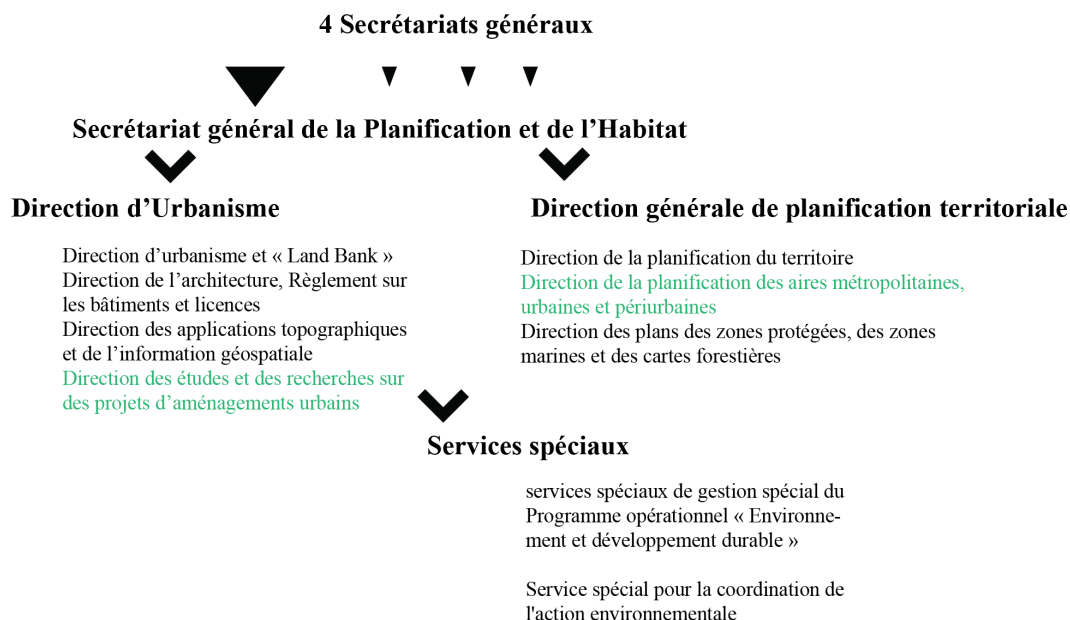 4 Secrétariats généraux
Secrétariat général de la Planification et de l’Habitat
Direction d’Urbanisme
Direction d’urbanisme et « Land Bank »
Direction de l’architecture, Règlement sur
les bâtiments et licences
Direction des applications topographiques
et de l’information géospatiale
Direction des études et des recherches sur
des projets d’aménagements urbains
Direction générale de planification territoriale
Direction de la planification du territoire
Direction de la planification des aires métropolitaines,
urbaines et périurbaines
Direction des plans des zones protégées, des zones
marines et des cartes forestières
Services spéciaux
services spéciaux de gestion spécial du
Programme opérationnel « Environne-
ment et développement durable »
Service spécial pour la coordination de
l'action environnementale